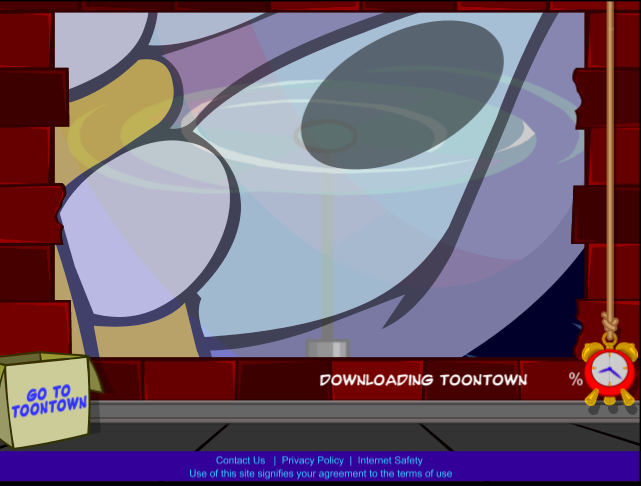 DOWNLOADING TOONTOWN %
GO TO
TOONTOWN
Contact Us | Privacy Policy | Internet Safety
Use of this site signifies your agreement to the terms of use